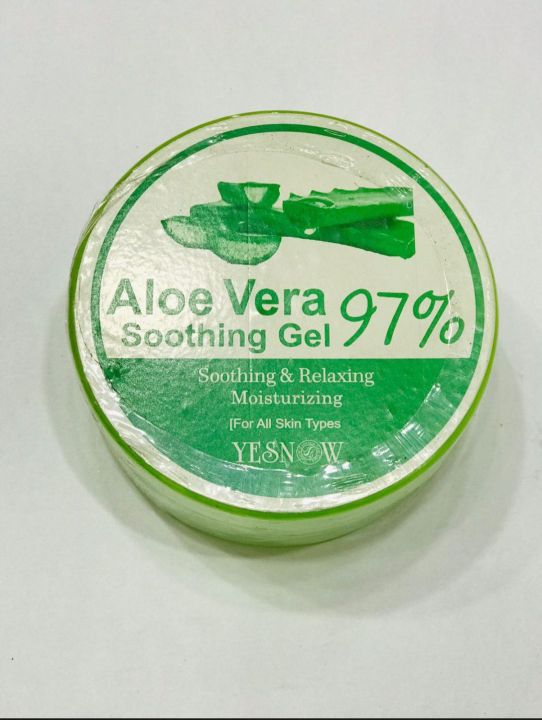 Aloe Vera 97%
Soothing Gel
Soothing & Relaxing
Moisturizing
[For All Skin Types
YESNOW